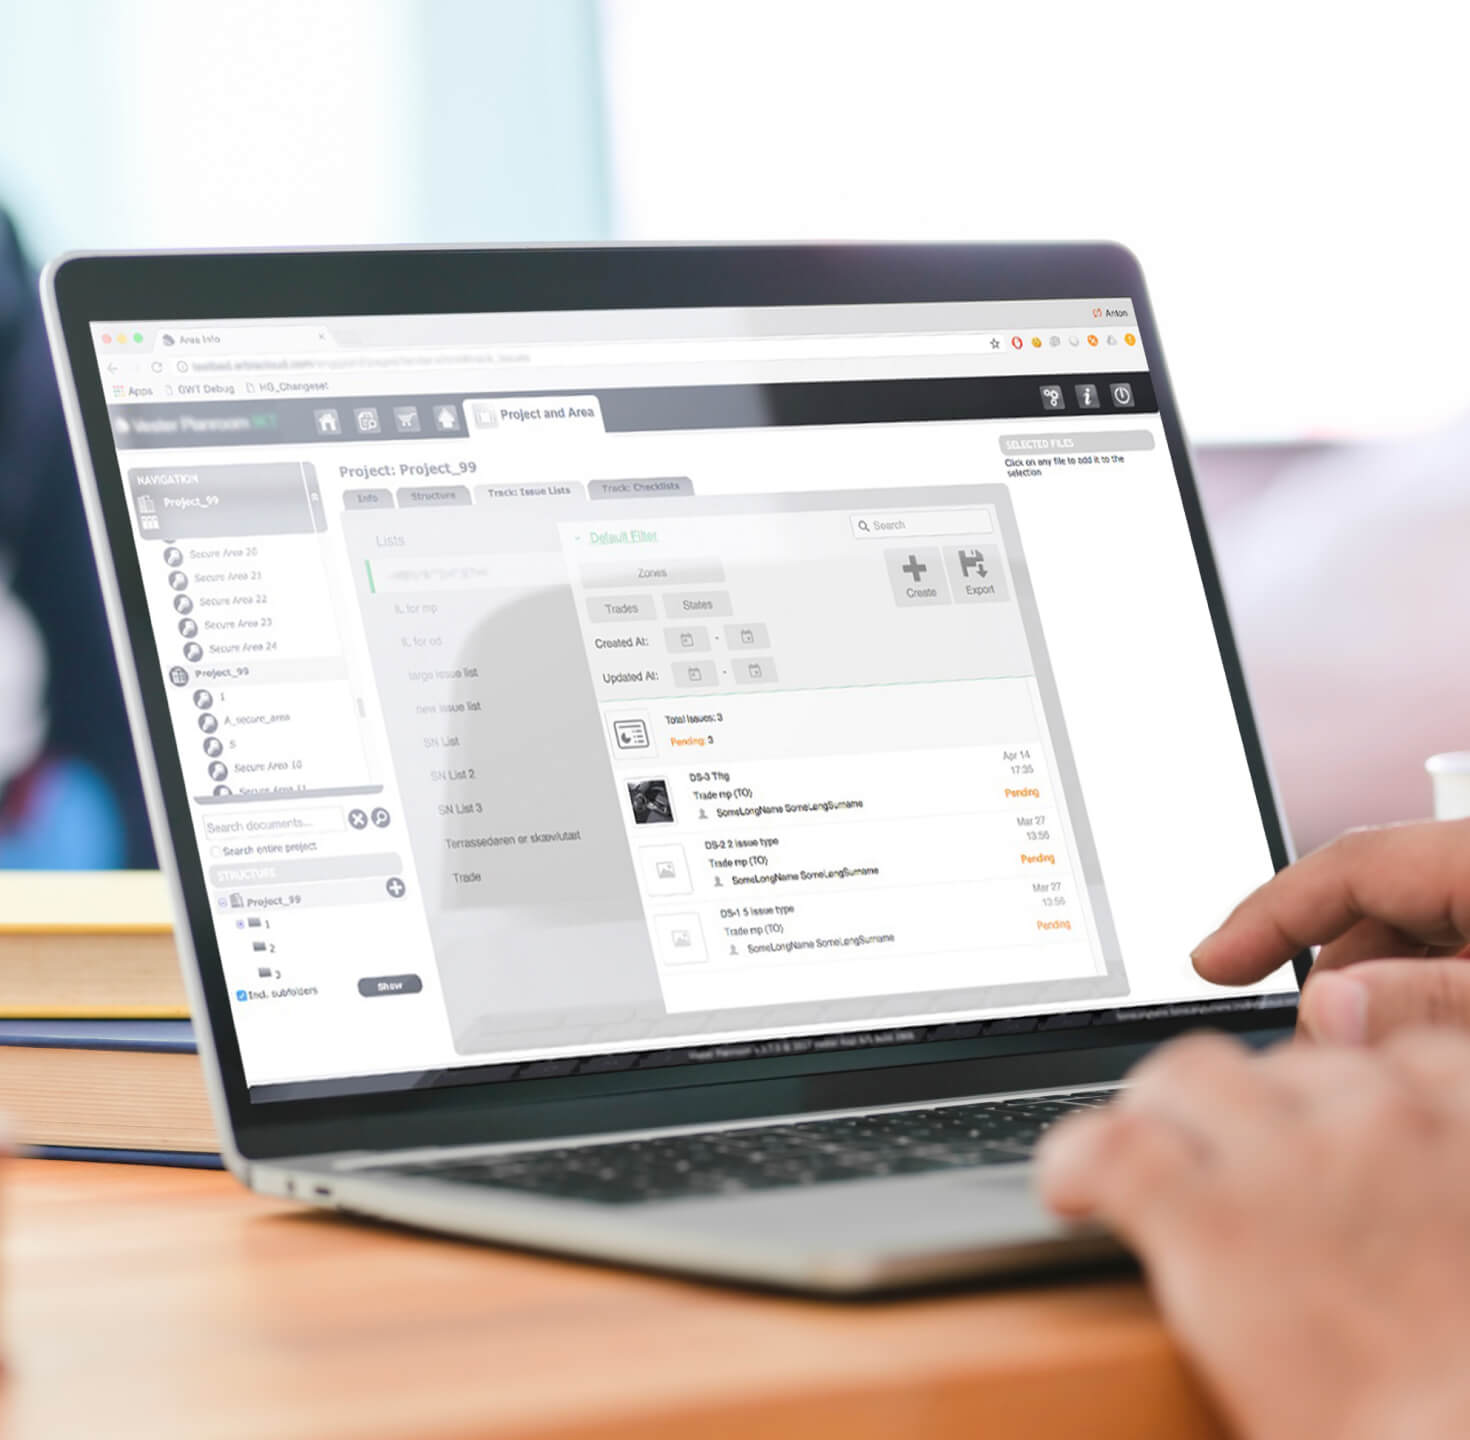 Area Info
Anton
Apps GWT Debug HG_Changeset
Vester Planroom
Project and Area
NAVIGATION
Project_99
Secure Area 20
Secure Area 21
Secure Area 22
Secure Area 23
Secure Area 24
Project_99
1
A_secure_area
S
Secure Area 10
Secure Area 11
Search documents...
Search entire project
STRUCTURE
Project_99
1
2
3
Incl. subfolders
Show
Project: Project_99
Info Structure Track: Issue Lists Track: Checklists
Lists
IL for mp
IL for od
large issue list
new issue list
SN List
SN List 2
SN List 3
Terrassedøren er skæv/utæt
Trade
Default Filter
Search
Zones
Trades States
Create Export
Created At: -
Updated At: -
Total Issues: 3
Pending: 3
DS-3 Thg
Trade mp (TO)
SomeLongName SomeLongSurname
Apr 14
17:35
Pending
DS-2 2 issue type
Trade mp (TO)
SomeLongName SomeLongSurname
Mar 27
13:56
Pending
DS-1 5 issue type
Trade mp (TO)
SomeLongName SomeLongSurname
Mar 27
13:56
Pending
SELECTED FILES
Click on any file to add it to the
selection